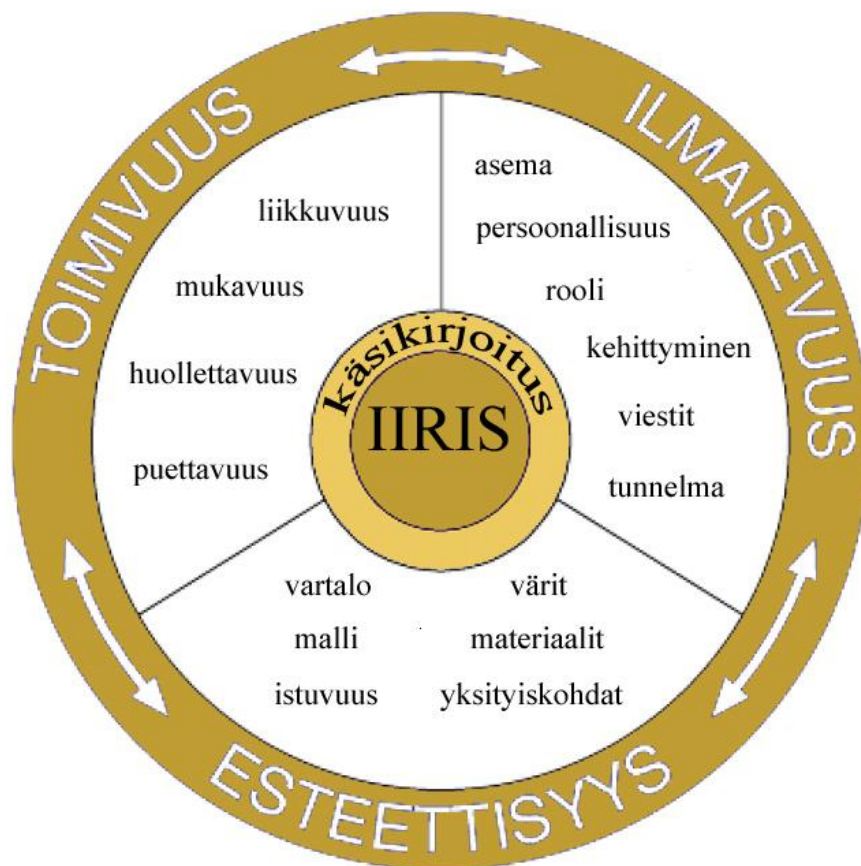 TOIMIVUUS
liikkuvuus
mukavuus
huollettavuus
puettavuus
ILMAISEVUUS
asema
persoonallisuus
rooli
kehittyminen
viestit
tunnelma
käsikirjoitus
IIRIS
vartalo
malli
istuvuus
värit
materiaalit
yksityiskohdat
ESTEETTISYYS